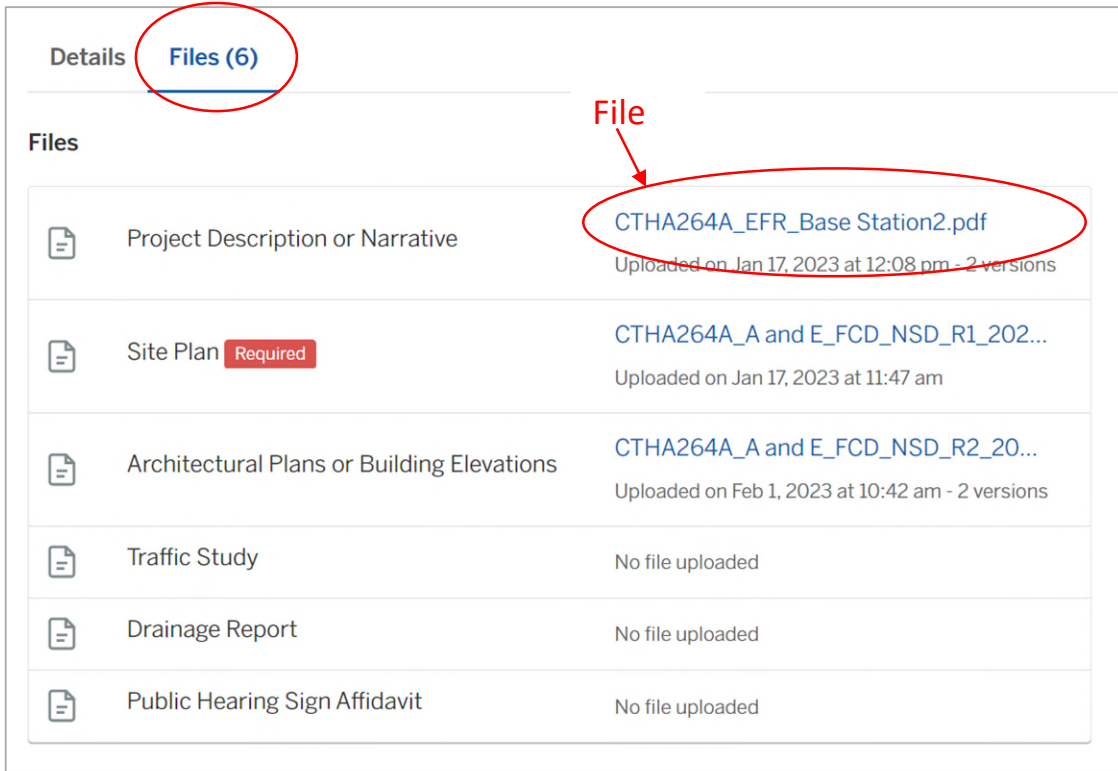 Details Files (6)
File
Files
Project Description or Narrative
CTHA264A_EFR_Base Station2.pdf
Uploaded on Jan 17, 2023 at 12:08 pm - 2 versions
Site Plan Required
CTHA264A_A and E_FCD_NSD_R1_202...
Uploaded on Jan 17, 2023 at 11:47 am
Architectural Plans or Building Elevations
CTHA264A_A and E_FCD_NSD_R2_20...
Uploaded on Feb 1, 2023 at 10:42 am - 2 versions
Traffic Study
No file uploaded
Drainage Report
No file uploaded
Public Hearing Sign Affidavit
No file uploaded